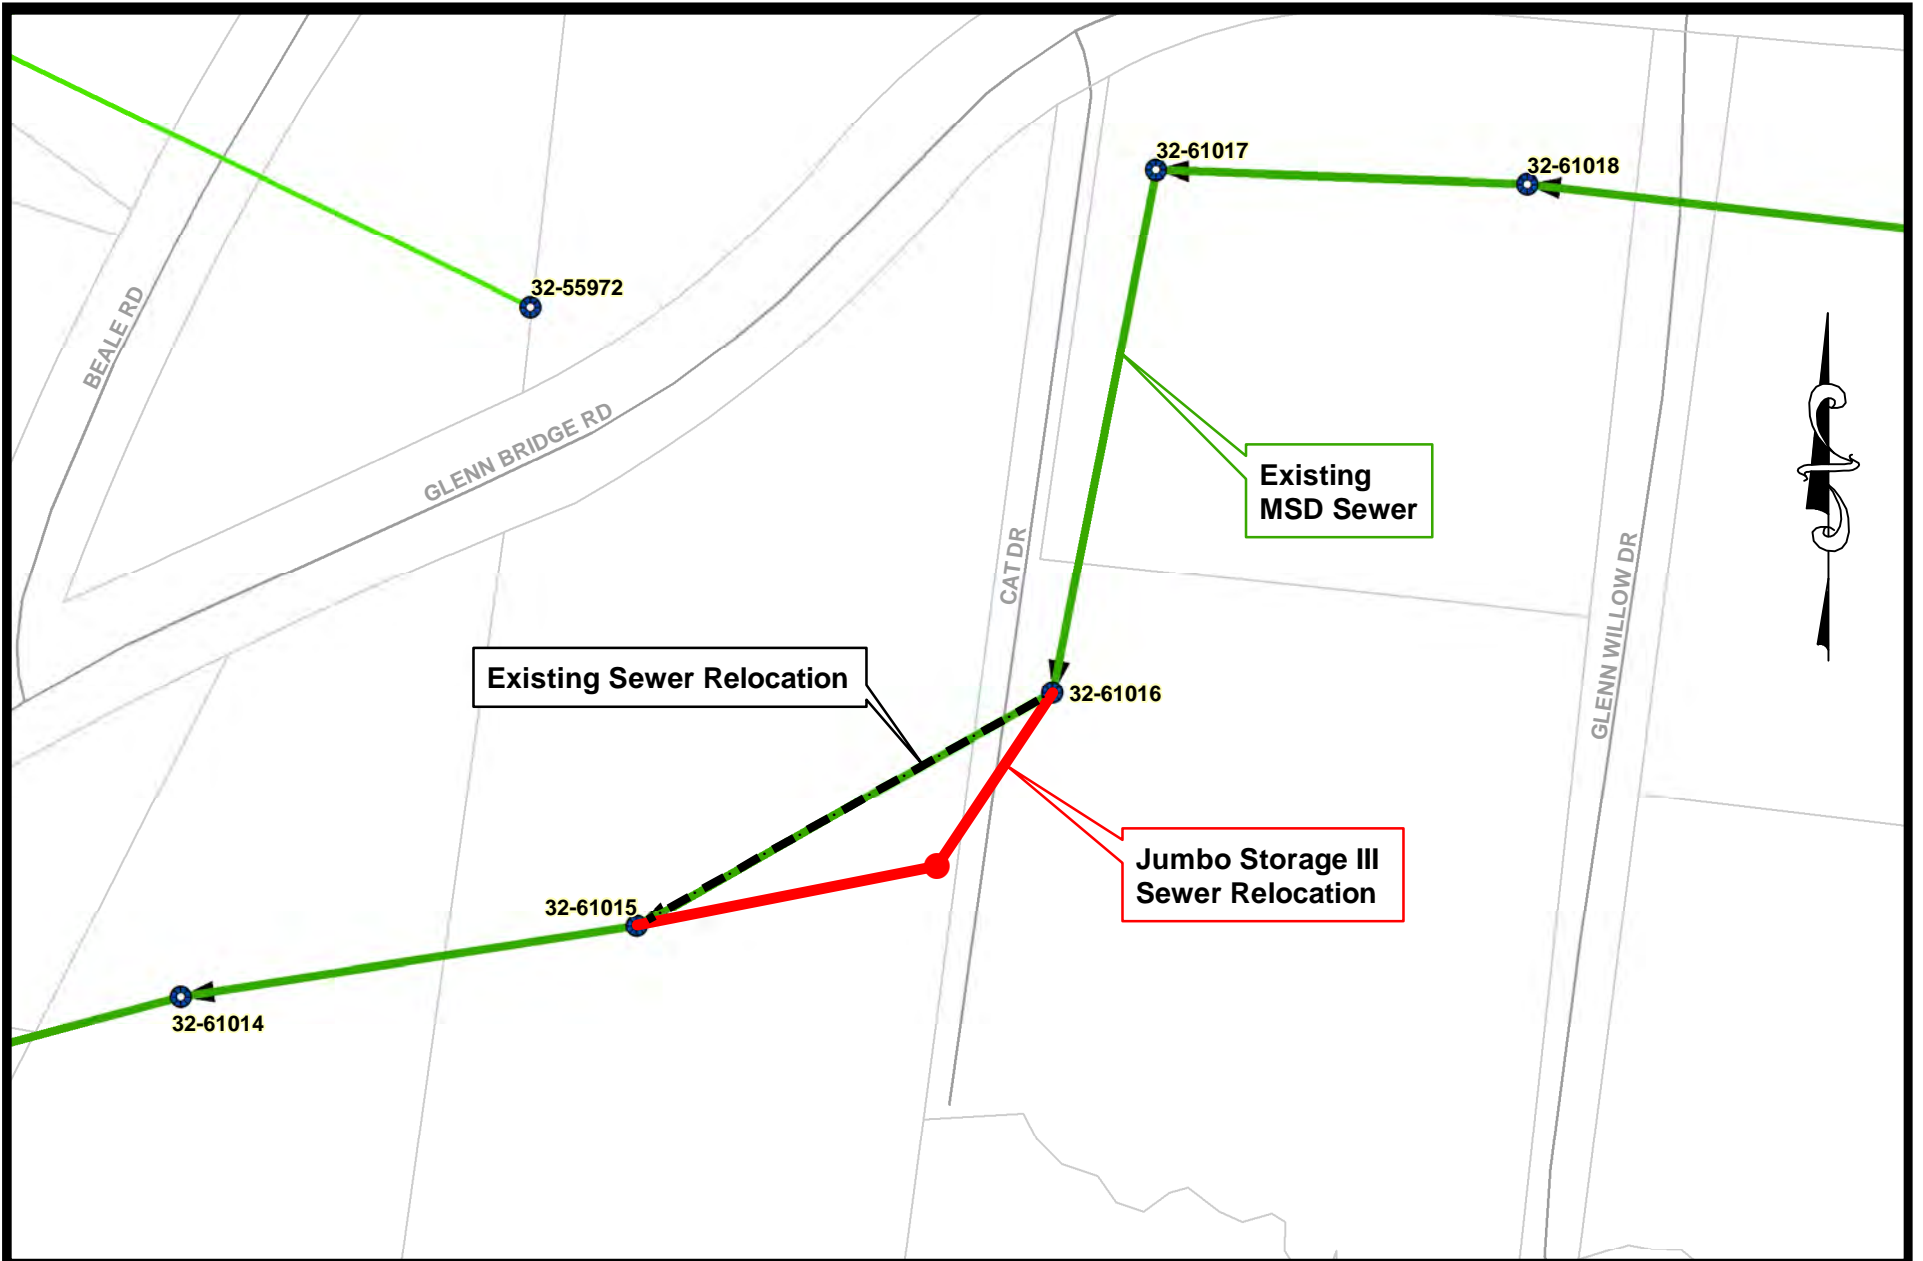 32-61017
32-61018
32-55972
BEALE RD
GLENN BRIDGE RD
Existing
MSD Sewer
CAT DR
GLENN WILLOW DR
Existing Sewer Relocation
32-61016
Jumbo Storage III
Sewer Relocation
32-61015
32-61014